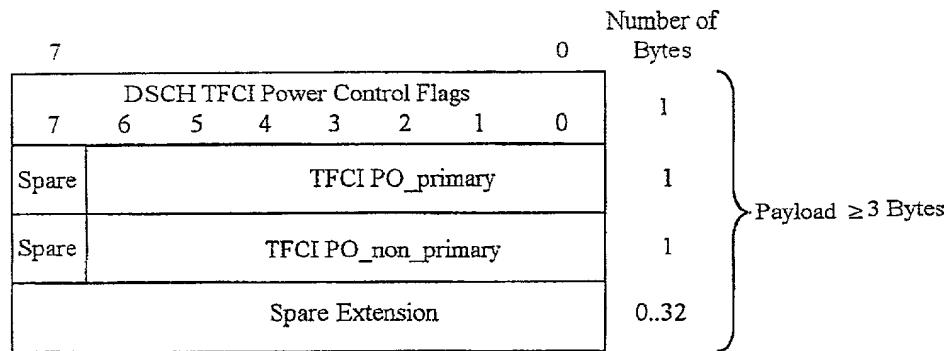 Number of
Bytes
7 0
DSCH TFCI Power Control Flags
7 6 5 4 3 2 1 0
1
Spare TFCI PO_primary 1
Payload ≥3 Bytes
Spare TFCI PO_non_primary 1
Spare Extension 0..32